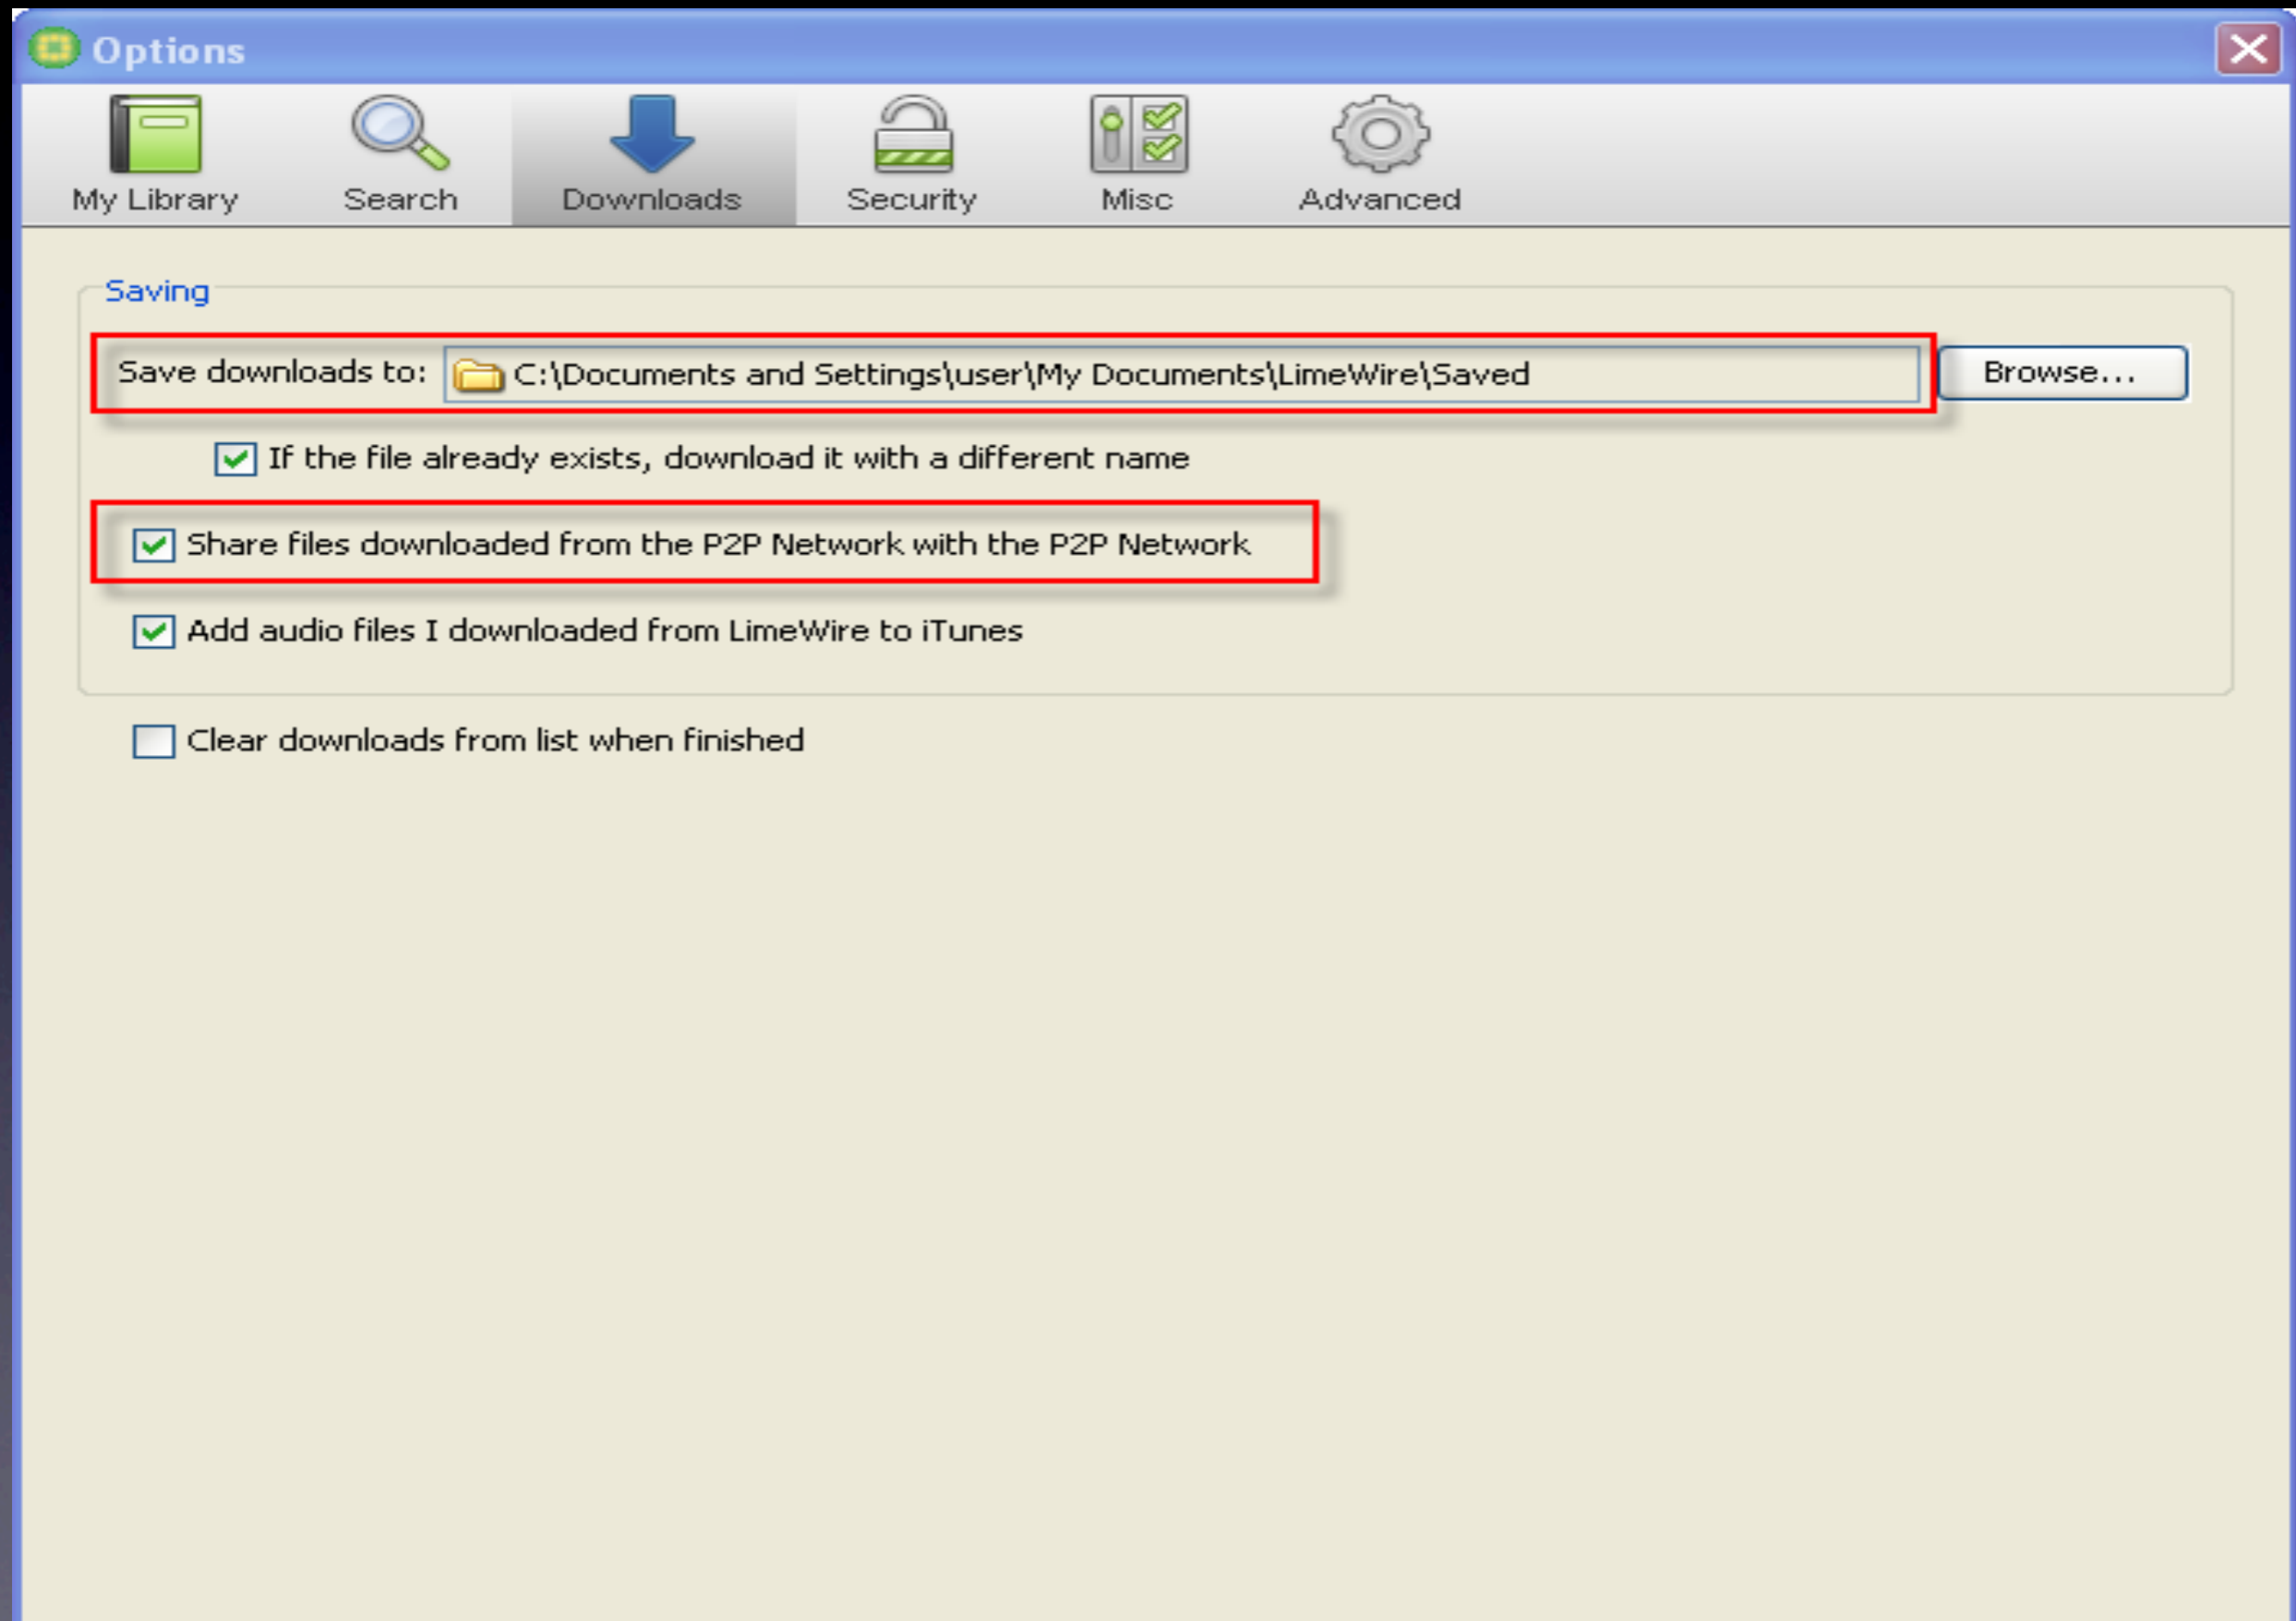 Options
My Library Search Downloads Security Misc Advanced
Saving
Save downloads to: C:\Documents and Settings\user\My Documents\LimeWire\Saved Browse...
If the file already exists, download it with a different name
Share files downloaded from the P2P Network with the P2P Network
Add audio files I downloaded from LimeWire to iTunes
Clear downloads from list when finished